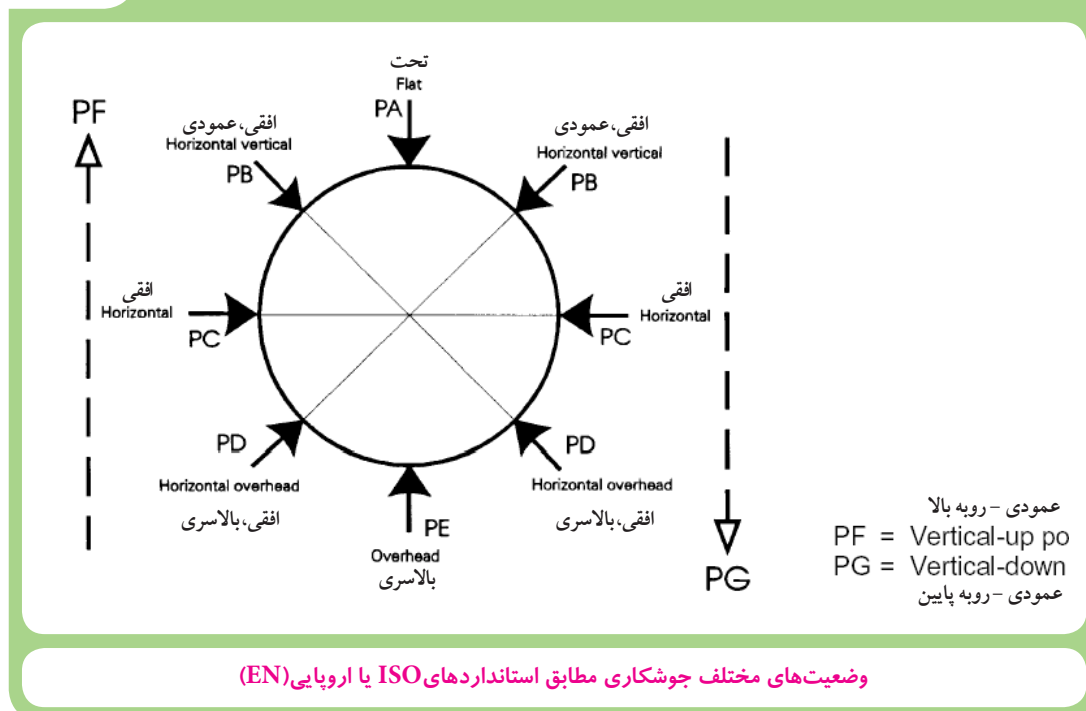 تحت
Flat
PA
PF
افقی،عمودی
Horizontal vertical
PB
افقی،عمودی
Horizontal vertical
PB
افقی
Horizontal
PC
افقی
Horizontal
PC
PD
Horizontal overhead
افقی،بالاسری
PD
Horizontal overhead
افقی،بالاسری
PE
Overhead
بالاسری
PG
عمودی - روبه بالا
PF = Vertical-up po
PG = Vertical-down
عمودی - روبه پایین
وضعیت‌های مختلف جوشکاری مطابق استانداردهای ISO یا اروپایی(EN)